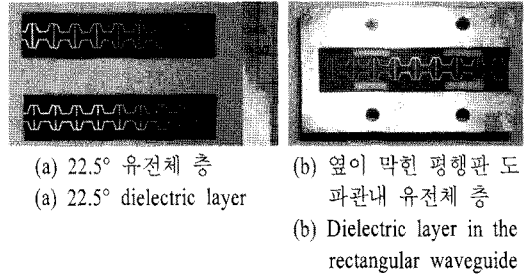 (a) 22.5° 유전체 층
(a) 22.5° dielectric layer
(b) 옆이 막힌 평행판 도
파관내 유전체 층
(b) Dielectric layer in the
rectangular waveguide